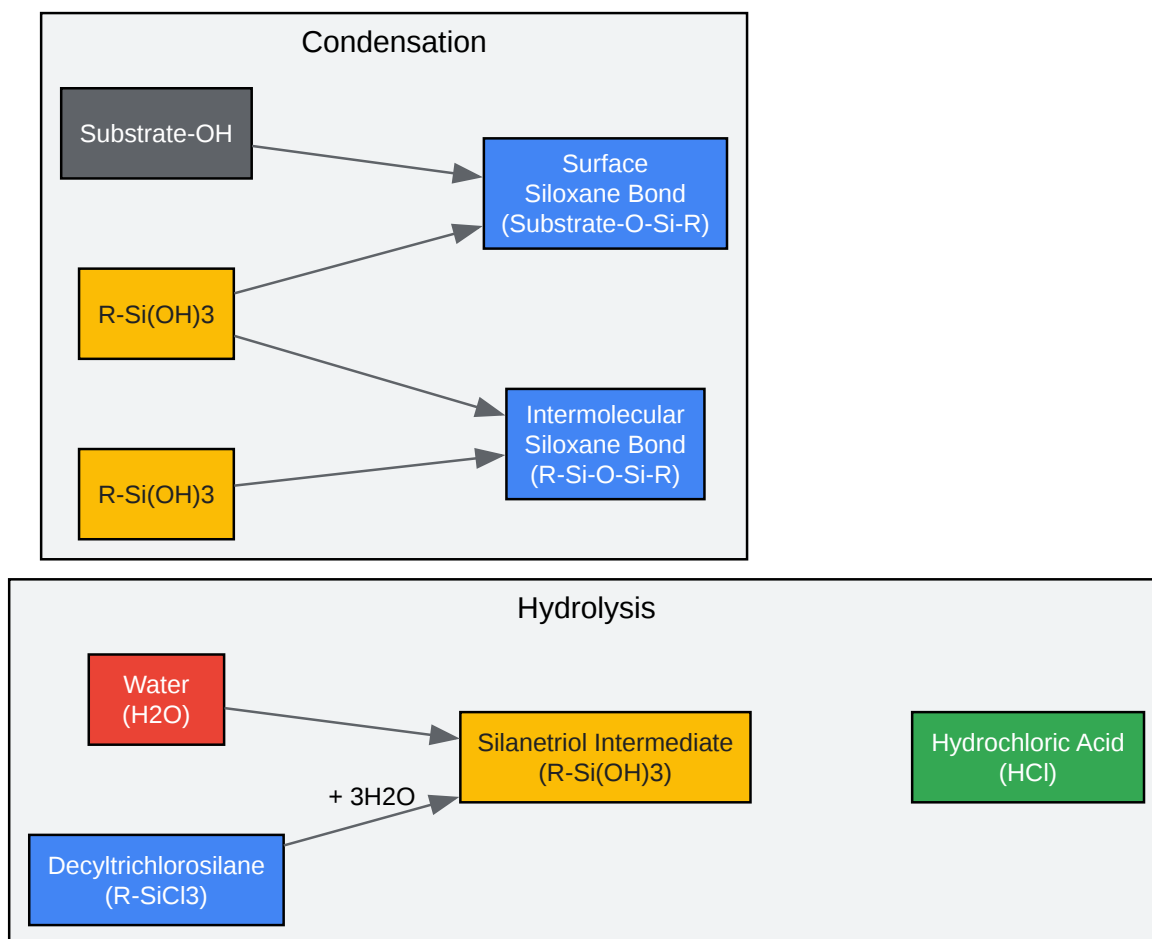 Condensation
Substrate-OH
Surface
Siloxane Bond
(Substrate-O-Si-R)
R-Si(OH)3
Intermolecular
Siloxane Bond
(R-Si-O-Si-R)
R-Si(OH)3
Hydrolysis
Water
(H2O)
Silanetriol Intermediate
(R-Si(OH)3)
Hydrochloric Acid
(HCl)
+ 3H2O
Decyltrichlorosilane
(R-SiCl3)